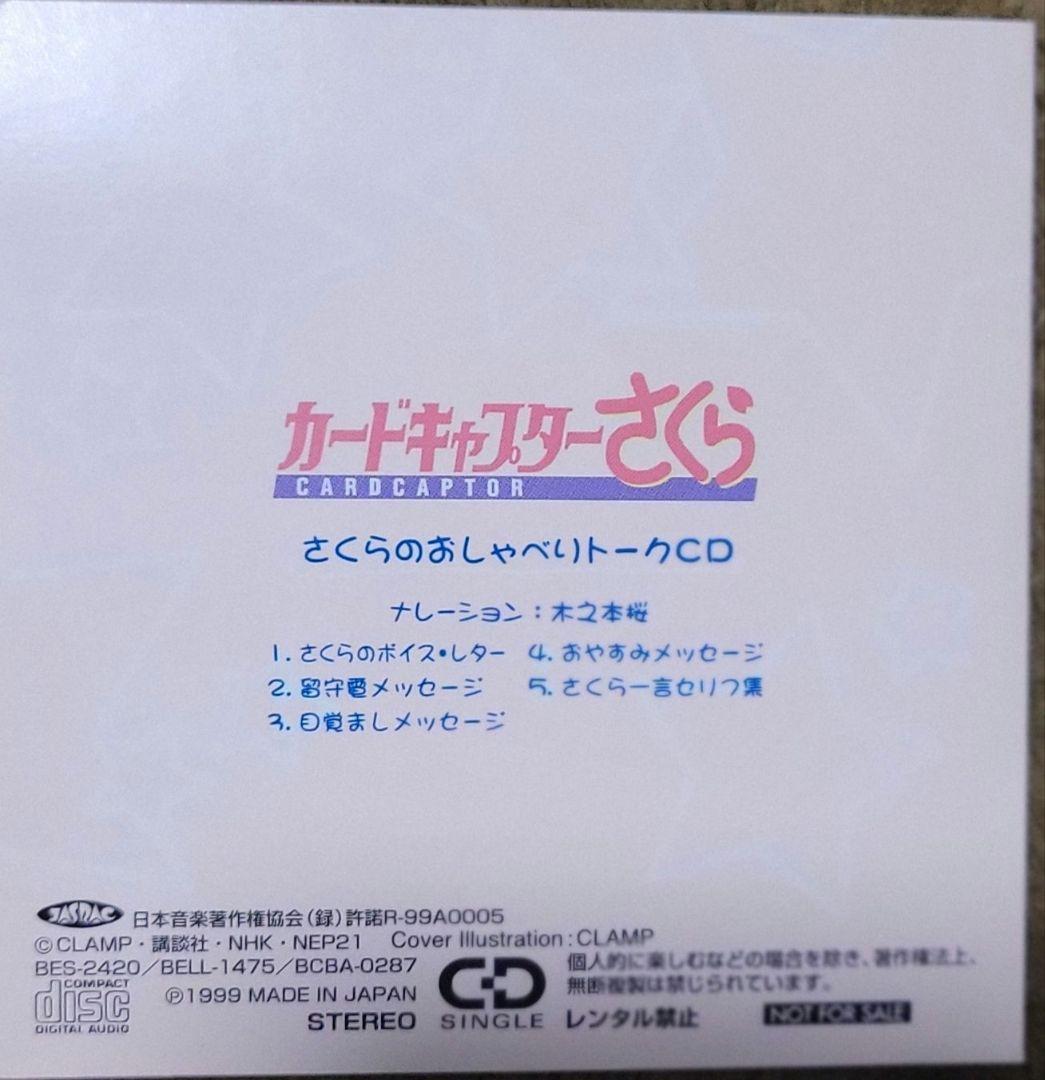 カードキャプターさくら
CARDCAPTOR
さくらのおしゃべりトークCD
ナレーション:木之本桜
1.さくらのボイス・レター
2.留守電メッセージ
3.目覚ましメッセージ
4.おやすみメッセージ
5.さくら一言セリフ集
JASRAC 日本音楽著作権協会(録)許諾R-99A0005
©CLAMP・講談社・NHK・NEP21 Cover Illustration:CLAMP
BES-2420/BELL-1475/BCBA-0287
COMPACT
disc
DIGITAL AUDIO
℗1999 MADE IN JAPAN
STEREO
CD
SINGLE
個人的に楽しむなどの場合を除き、著作権法上、
無断複製は禁じられています。
レンタル禁止
NOT FOR SALE